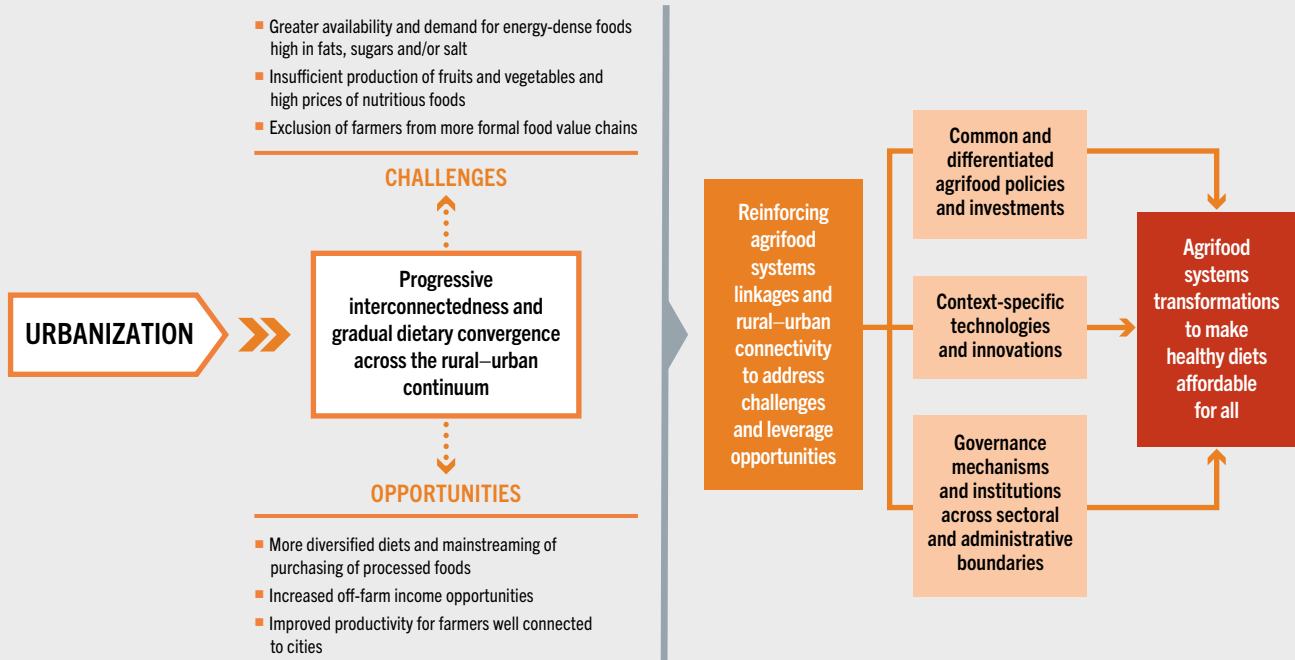 Greater availability and demand for energy-dense foods
high in fats, sugars and/or salt
Insufficient production of fruits and vegetables and
high prices of nutritious foods
Exclusion of farmers from more formal food value chains
CHALLENGES
URBANIZATION
Progressive
interconnectedness and
gradual dietary convergence
across the rural–urban
continuum
OPPORTUNITIES
More diversified diets and mainstreaming of
purchasing of processed foods
Increased off-farm income opportunities
Improved productivity for farmers well connected
to cities
Reinforcing
agrifood
systems
linkages and
rural–urban
connectivity
to address
challenges
and leverage
opportunities
Common and
differentiated
agrifood policies
and investments
Context-specific
technologies
and innovations
Governance
mechanisms
and institutions
across sectoral
and administrative
boundaries
Agrifood
systems
transformations
to make
healthy diets
affordable
for all